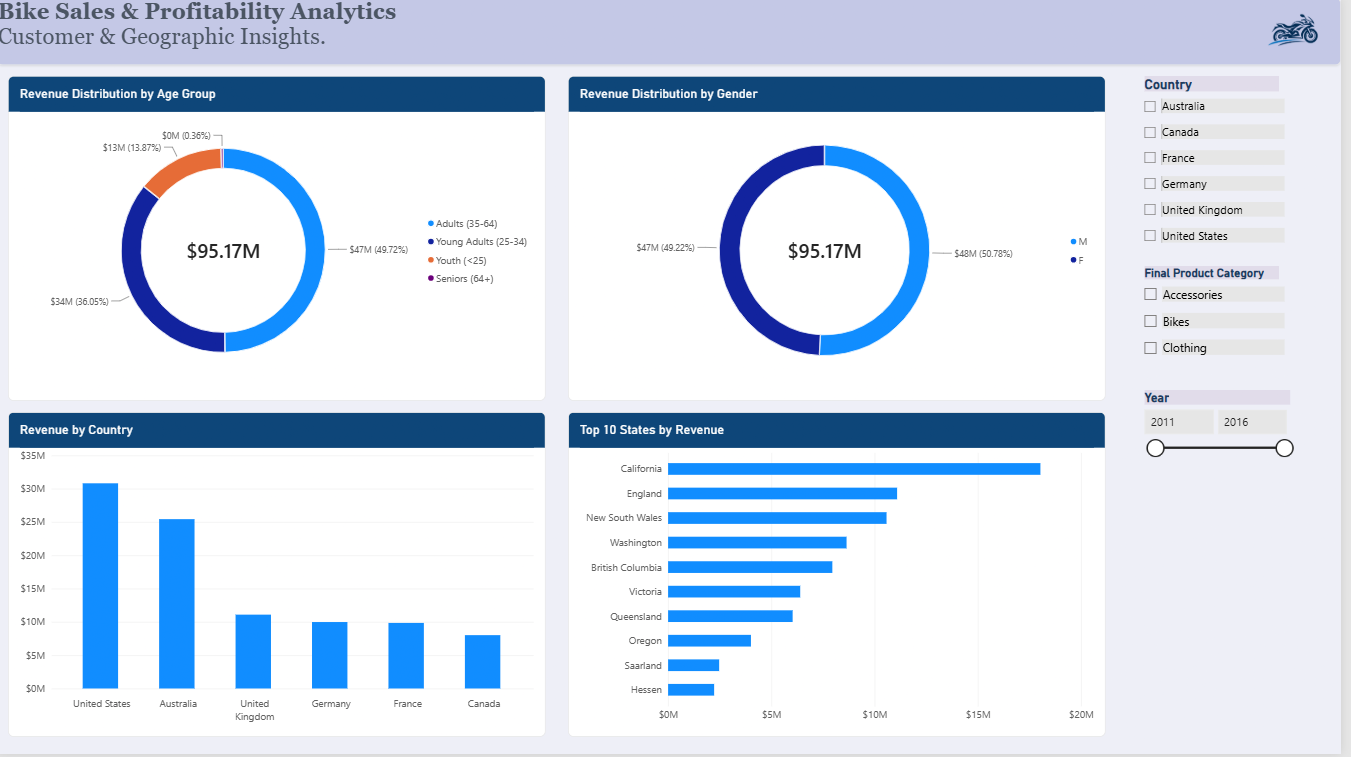 Bike Sales & Profitability Analytics
Customer & Geographic Insights.
Revenue Distribution by Age Group
$0M (0.36%)
$13M (13.87%)
$95.17M
$47M (49.72%)
$34M (36.05%)
Adults (35-64)
Young Adults (25-34)
Youth (<25)
Seniors (64+)
Revenue Distribution by Gender
$47M (49.22%)
$95.17M
$48M (50.78%)
M
F
Revenue by Country
$35M
$30M
$25M
$20M
$15M
$10M
$5M
$0M
United States
Australia
United
Kingdom
Germany
France
Canada
Top 10 States by Revenue
California
England
New South Wales
Washington
British Columbia
Victoria
Queensland
Oregon
Saarland
Hessen
$0M
$5M
$10M
$15M
$20M
Country
Australia
Canada
France
Germany
United Kingdom
United States
Final Product Category
Accessories
Bikes
Clothing
Year
2011
2016